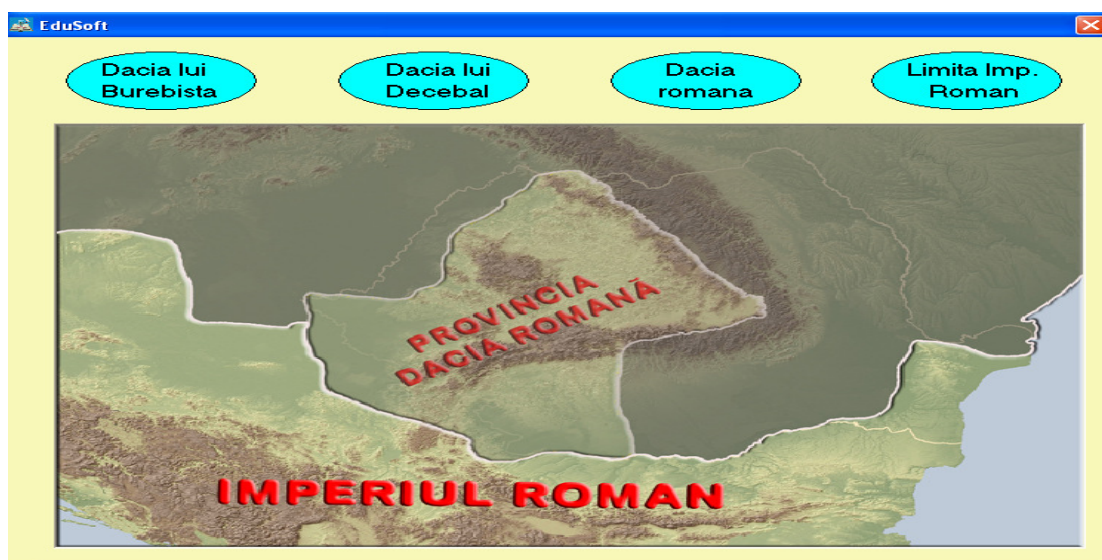 EduSoft
Dacia lui
Burebista
Dacia lui
Decebal
Dacia
romana
Limita Imp.
Roman
PROVINCIA
DACIA ROMANĂ
IMPERIUL ROMAN